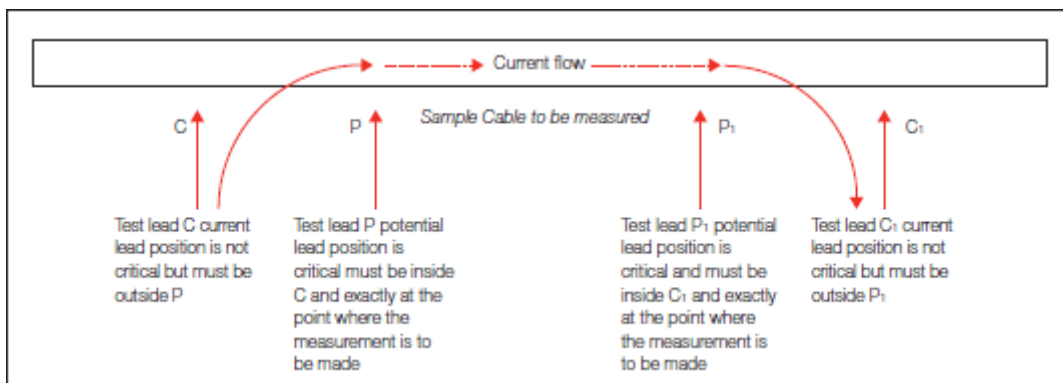 Current flow
C
P
Sample Cable to be measured
P1
C1
Test lead C current
lead position is not
critical but must be
outside P
Test lead P potential
lead position is
critical must be inside
C and exactly at the
point where the
measurement is to
be made
Test lead P1 potential
lead position is
critical and must be
inside C1 and exactly
at the point where
the measurement is
to be made
Test lead C1 current
lead position is not
critical but must be
outside P1